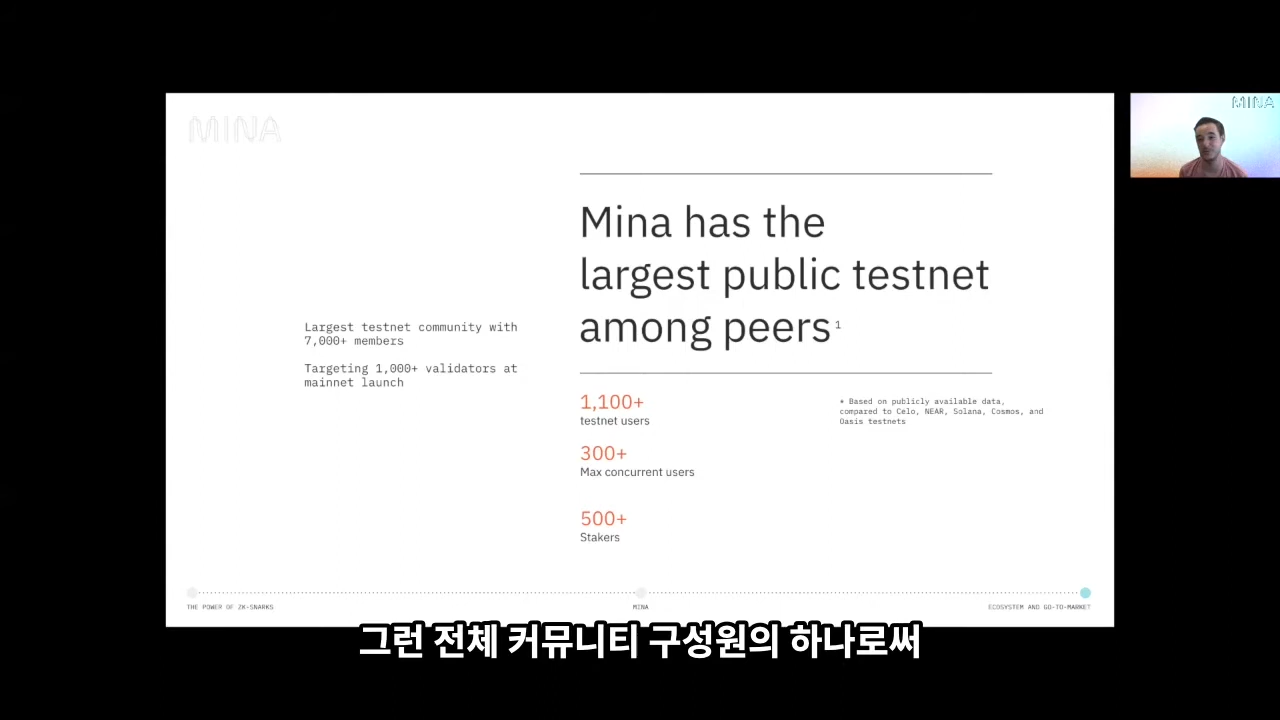 MINA
MINA
Mina has the
largest public testnet
among peers¹
Largest testnet community with
7,000+ members
Targeting 1,000+ validators at
mainnet launch
1,100+
testnet users
300+
Max concurrent users
500+
Stakers
* Based on publicly available data,
compared to Celo, NEAR, Solana, Cosmos, and
Oasis testnets
THE POWER OF ZK-SNARKS
MINA
ECOSYSTEM AND GO-TO-MARKET
그런 전체 커뮤니티 구성원의 하나로써